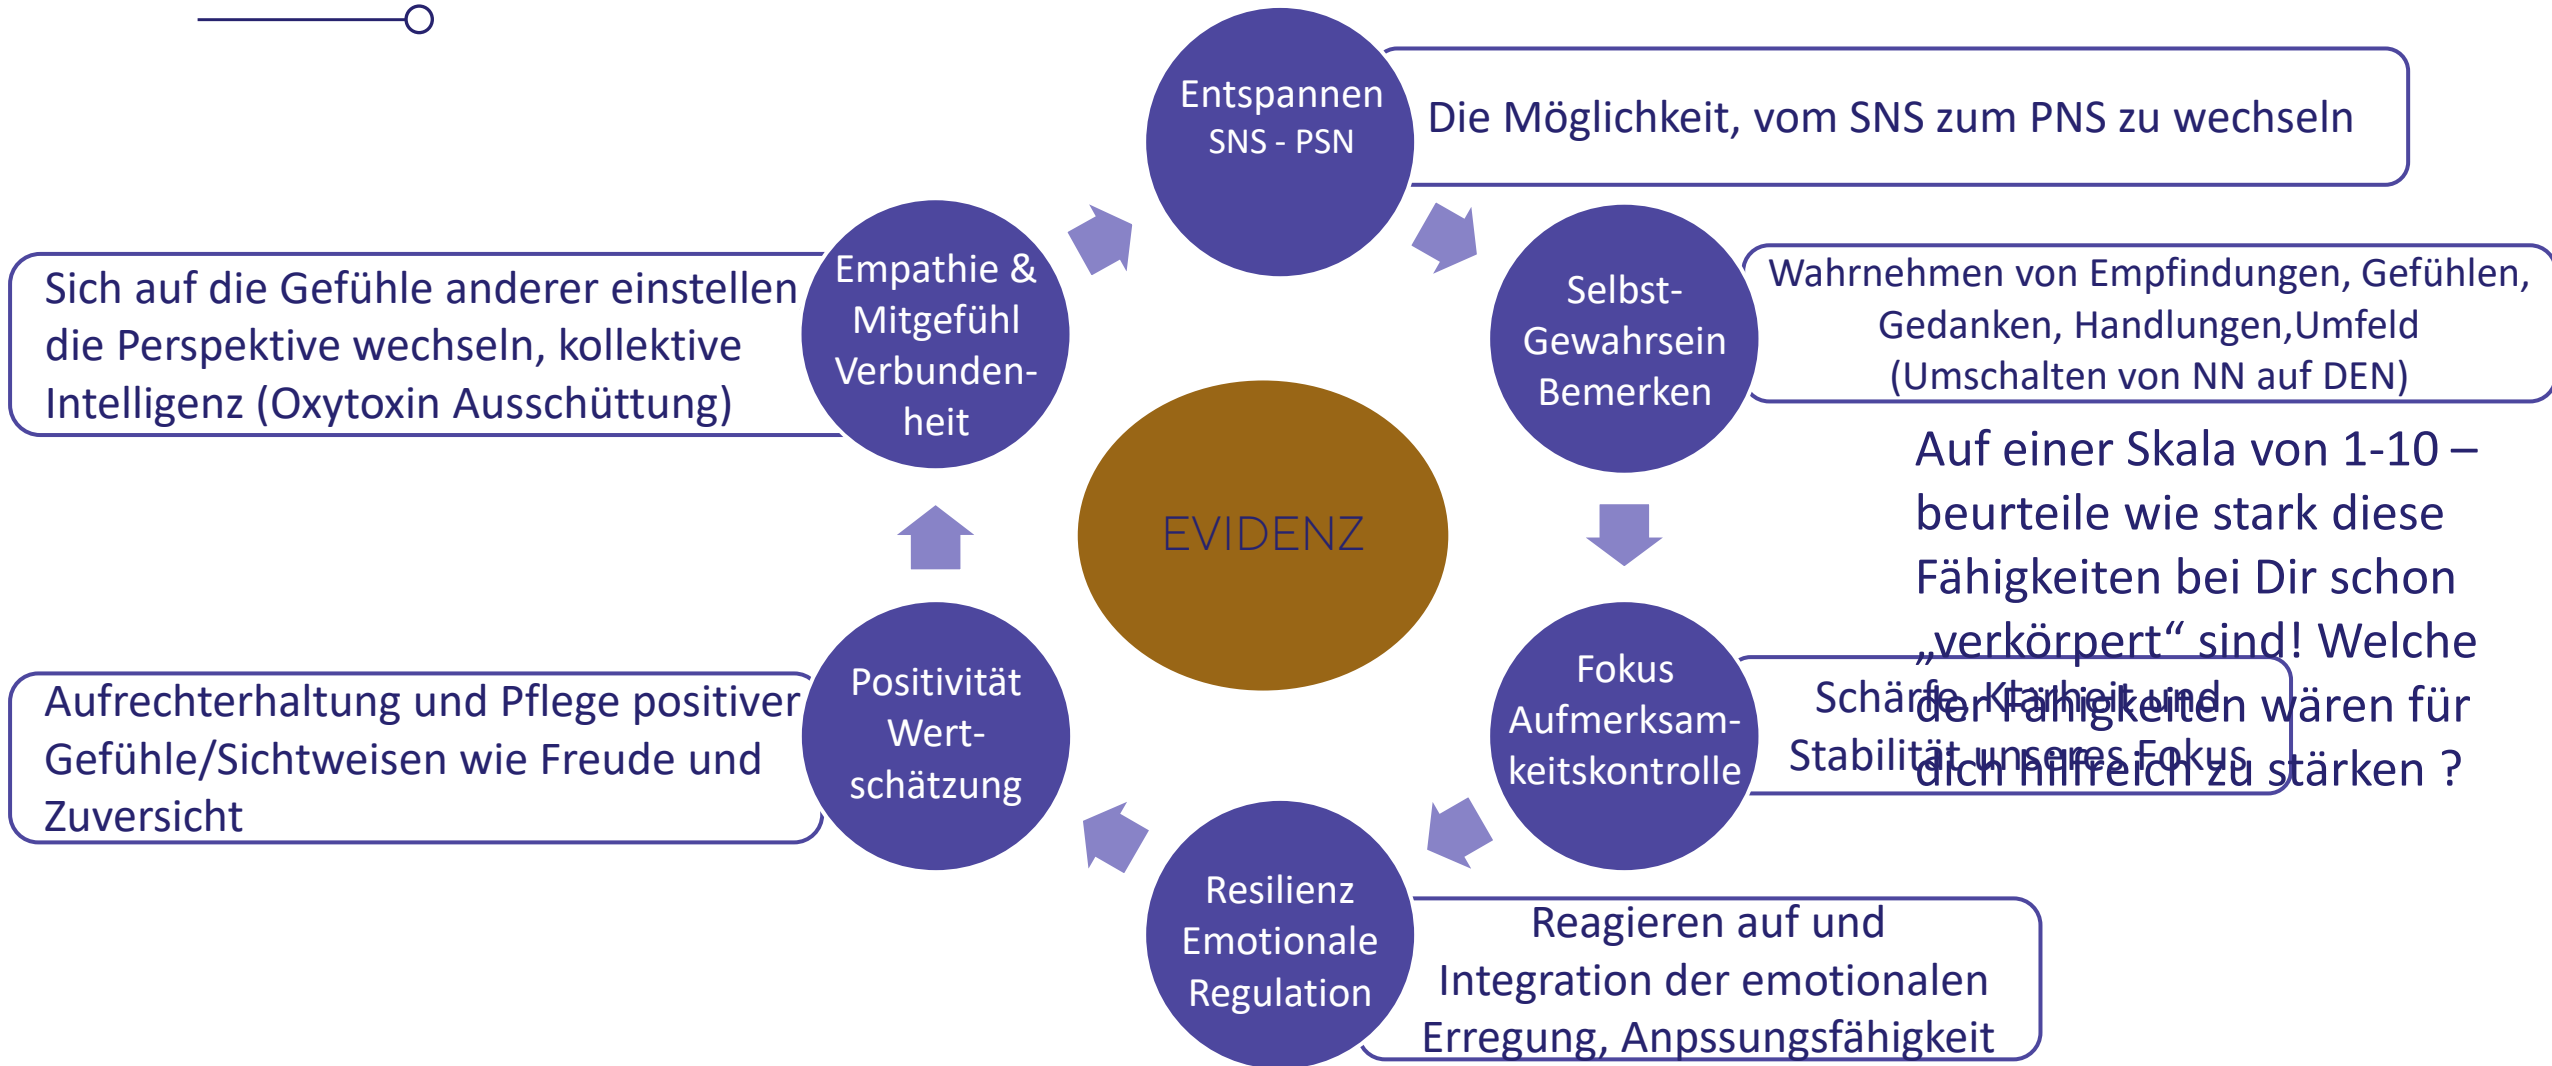 Entspannen
SNS - PSN
Die Möglichkeit, vom SNS zum PNS zu wechseln
Selbst-
Gewahrsein
Bemerken
Wahrnehmen von Empfindungen, Gefühlen,
Gedanken, Handlungen,Umfeld
(Umschalten von NN auf DEN)
Auf einer Skala von 1-10 –
beurteile wie stark diese
Fähigkeiten bei Dir schon
„verkörpert“ sind! Welche
der Fähigkeiten wären für
dich hilfreich zu stärken ?
Fokus
Aufmerksam-
keitskontrolle
Schärfe, Klarheit und
Stabilität unseres Fokus
Resilienz
Emotionale
Regulation
Reagieren auf und
Integration der emotionalen
Erregung, Anpssungsfähigkeit
Positivität
Wert-
schätzung
Aufrechterhaltung und Pflege positiver
Gefühle/Sichtweisen wie Freude und
Zuversicht
Empathie &
Mitgefühl
Verbunden-
heit
Sich auf die Gefühle anderer einstellen
die Perspektive wechseln, kollektive
Intelligenz (Oxytoxin Ausschüttung)
EVIDENZ